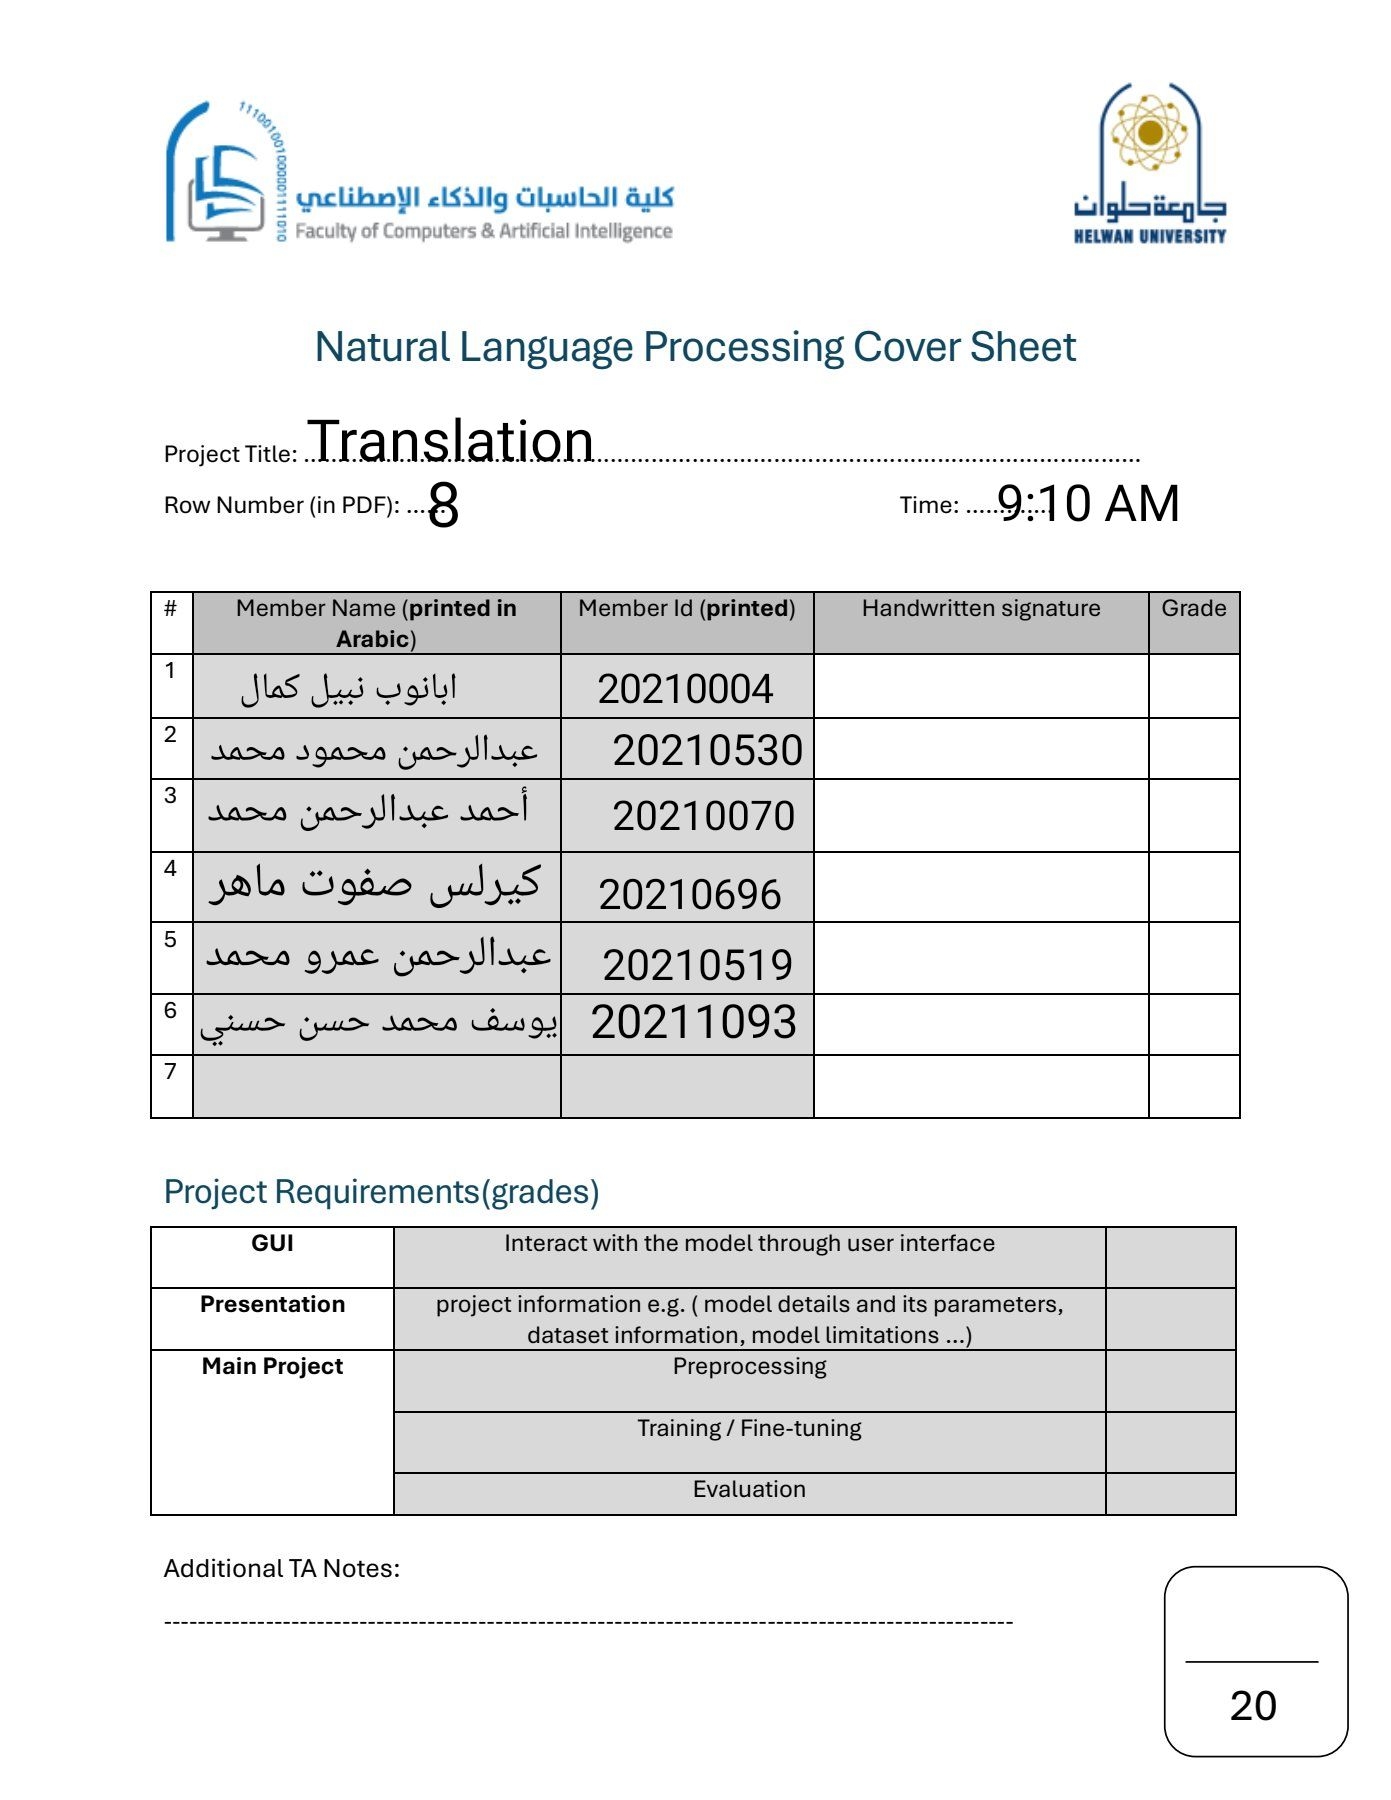 11100100100000011111010
كلية الحاسبات والذكاء الإصطناعي
Faculty of Computers & Artificial Intelligence
جامعة حلوان
HELWAN UNIVERSITY
Natural Language Processing Cover Sheet
Project Title: Translation
Row Number (in PDF): 8 Time: 9:10 AM
# Member Name (printed in Arabic) Member Id (printed) Handwritten signature Grade
1 ابانوب نبيل كمال 20210004
2 عبدالرحمن محمود محمد 20210530
3 أحمد عبدالرحمن محمد 20210070
4 كيرلس صفوت ماهر 20210696
5 عبدالرحمن عمرو محمد 20210519
6 يوسف محمد حسن حسني 20211093
7
Project Requirements(grades)
GUI Interact with the model through user interface
Presentation project information e.g. ( model details and its parameters,
dataset information, model limitations ...)
Main Project Preprocessing
Training / Fine-tuning
Evaluation
Additional TA Notes:
20